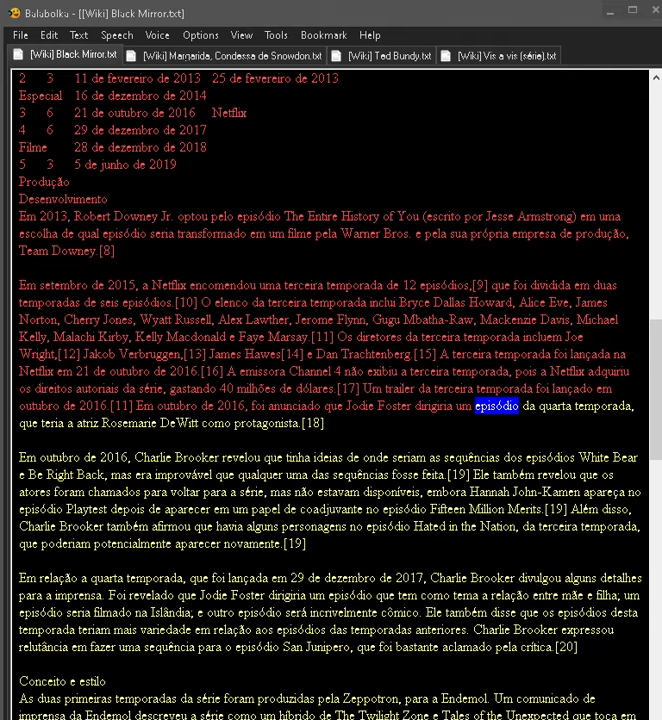 Balabolka - [[Wiki] Black Mirror.txt]
File Edit Text Speech Voice Options View Tools Bookmark Help
[Wiki] Black Mirror.txt [Wiki] Margarida, Condessa de Snowdon.txt [Wiki] Ted Bundy.txt [Wiki] Vis a vis (série).txt
2 3 11 de fevereiro de 2013 25 de fevereiro de 2013
Especial 16 de dezembro de 2014
3 6 21 de outubro de 2016 Netflix
4 6 29 de dezembro de 2017
Filme 28 de dezembro de 2018
5 3 5 de junho de 2019
Produção
Desenvolvimento
Em 2013, Robert Downey Jr. optou pelo episódio The Entire History of You (escrito por Jesse Armstrong) em uma
escolha de qual episódio seria transformado em um filme pela Warner Bros. e pela sua própria empresa de produção,
Team Downey.[8]
Em setembro de 2015, a Netflix encomendou uma terceira temporada de 12 episódios,[9] que foi dividida em duas
temporadas de seis episódios.[10] O elenco da terceira temporada inclui Bryce Dallas Howard, Alice Eve, James
Norton, Cherry Jones, Wyatt Russell, Alex Lawther, Jerome Flynn, Gugu Mbatha-Raw, Mackenzie Davis, Michael
Kelly, Malachi Kirby, Kelly Macdonald e Faye Marsay.[11] Os diretores da terceira temporada incluem Joe
Wright,[12] Jakob Verbruggen,[13] James Hawes[14] e Dan Trachtenberg.[15] A terceira temporada foi lançada na
Netflix em 21 de outubro de 2016.[16] A emissora Channel 4 não exibiu a terceira temporada, pois a Netflix adquiriu
os direitos autoriais da série, gastando 40 milhões de dólares.[17] Um trailer da terceira temporada foi lançado em
outubro de 2016.[11] Em outubro de 2016, foi anunciado que Jodie Foster dirigiria um episódio da quarta temporada,
que teria a atriz Rosemarie DeWitt como protagonista.[18]
Em outubro de 2016, Charlie Brooker revelou que tinha ideias de onde seriam as sequências dos episódios White Bear
e Be Right Back, mas era improvável que qualquer uma das sequências fosse feita.[19] Ele também revelou que os
atores foram chamados para voltar para a série, mas não estavam disponíveis, embora Hannah John-Kamen apareça no
episódio Playtest depois de aparecer em um papel de coadjuvante no episódio Fifteen Million Merits.[19] Além disso,
Charlie Brooker também afirmou que havia alguns personagens no episódio Hated in the Nation, da terceira temporada,
que poderiam potencialmente aparecer novamente.[19]
Em relação a quarta temporada, que foi lançada em 29 de dezembro de 2017, Charlie Brooker divulgou alguns detalhes
para a imprensa. Foi revelado que Jodie Foster dirigiria um episódio que tem como tema a relação entre mãe e filha; um
episódio seria filmado na Islândia; e outro episódio será incrivelmente cômico. Ele também disse que os episódios desta
temporada teriam mais variedade em relação aos episódios das temporadas anteriores. Charlie Brooker expressou
relutância em fazer uma sequência para o episódio San Junipero, que foi bastante aclamado pela crítica.[20]
Conceito e estilo
As duas primeiras temporadas da série foram produzidas pela Zeppotron, para a Endemol. Um comunicado de
imprensa da Endemol descreveu a série como um híbrido de The Twilight Zone e Tales of the Unexpected que toca em